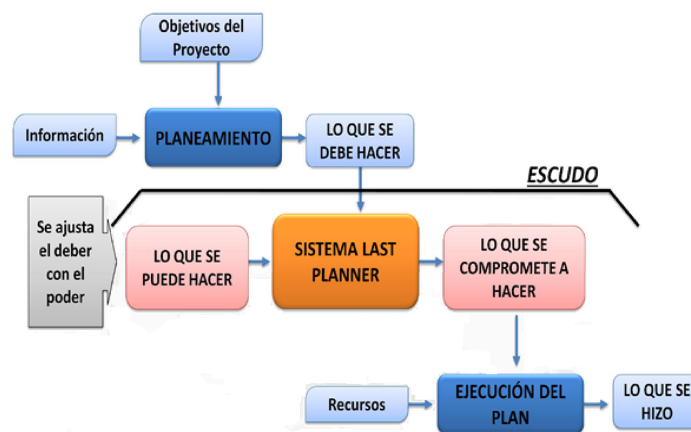 Objetivos del
Proyecto
Información
PLANEAMIENTO
LO QUE SE
DEBE HACER
ESCUDO
Se ajusta
el deber
con el
poder
LO QUE SE
PUEDE HACER
SISTEMA LAST
PLANNER
LO QUE SE
COMPROMETE A
HACER
Recursos
EJECUCIÓN DEL
PLAN
LO QUE SE
HIZO